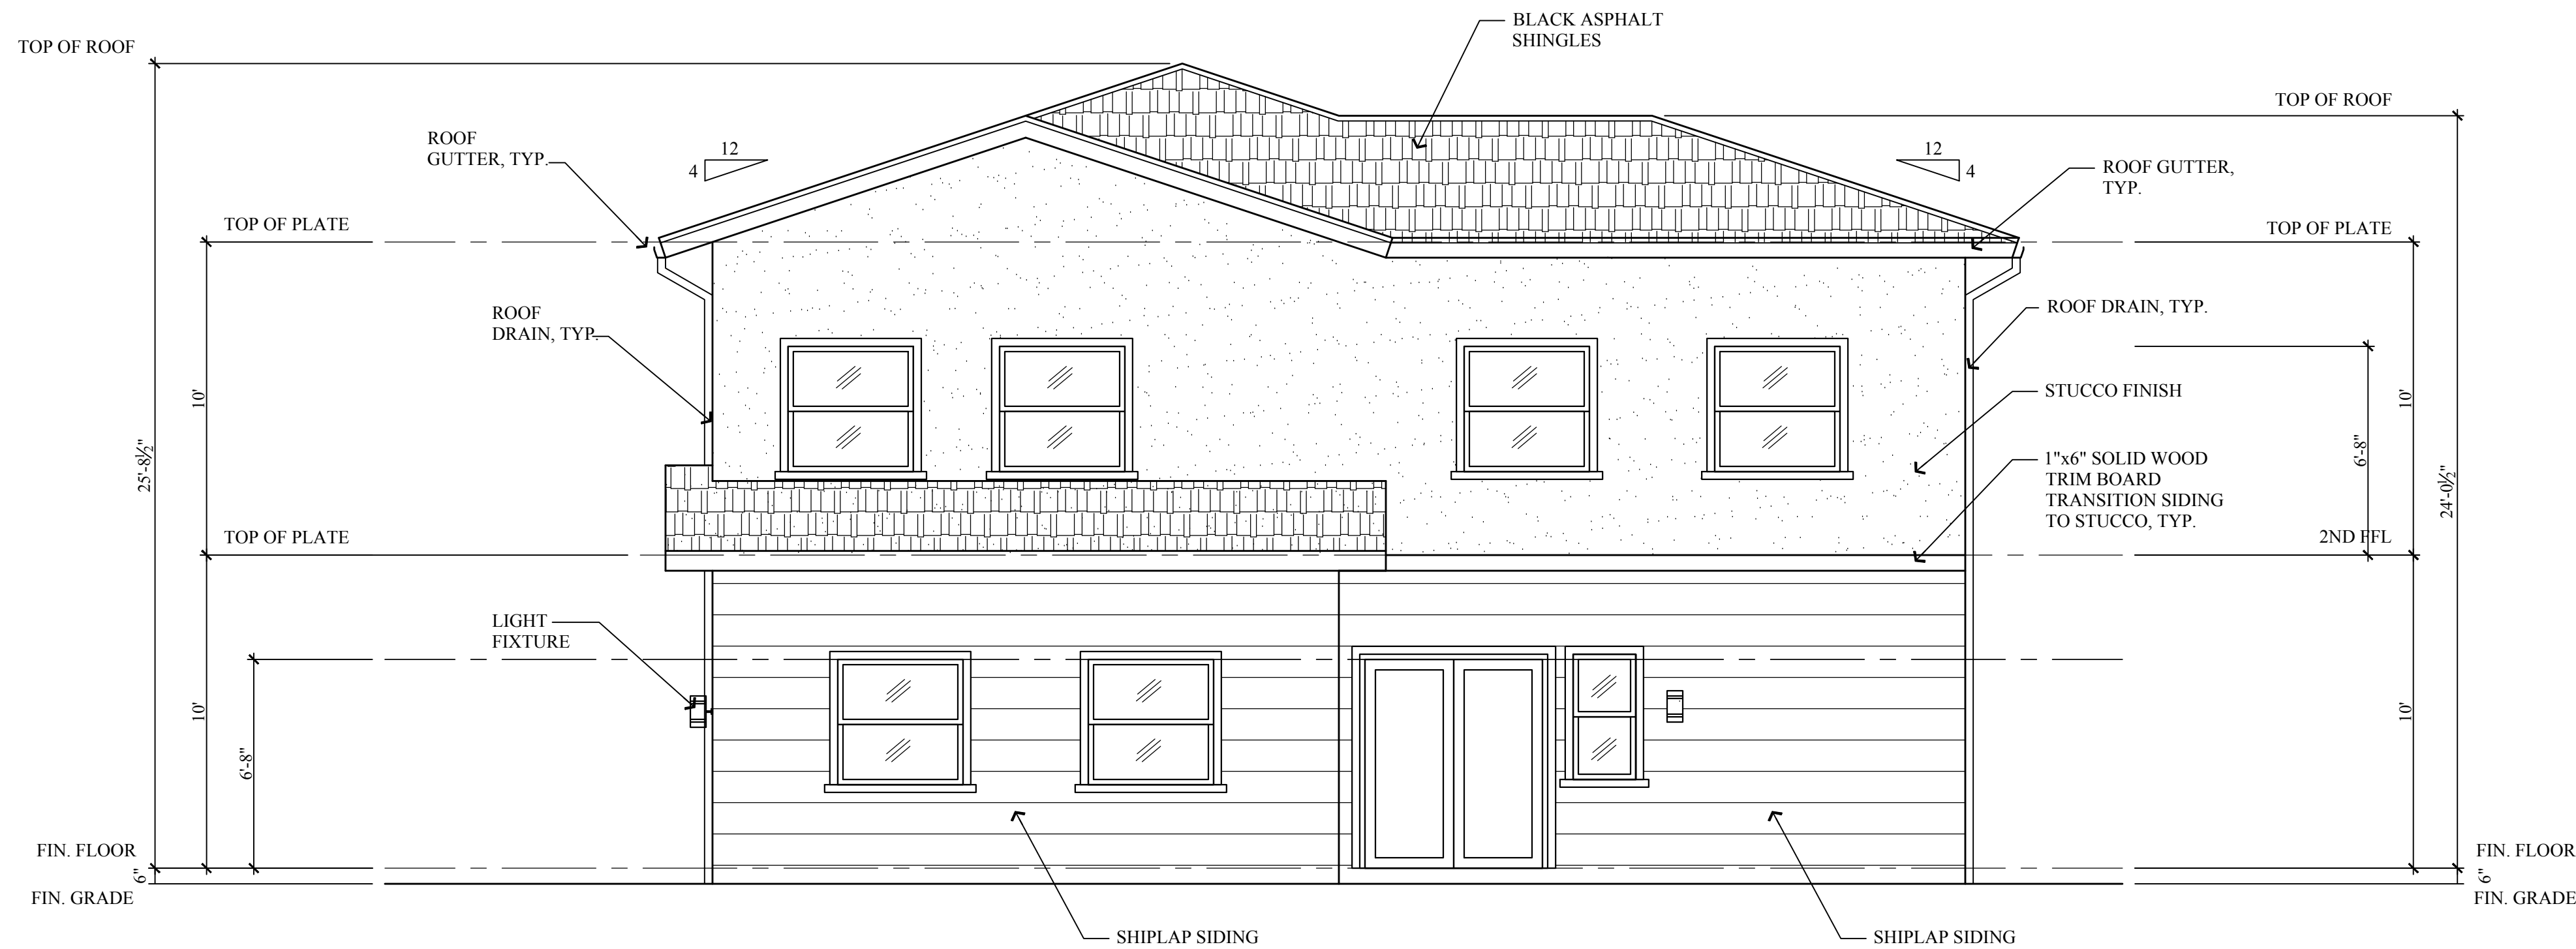 BLACK ASPHALT
SHINGLES
TOP OF ROOF
TOP OF ROOF
ROOF
GUTTER, TYP.
12
4
12
4
ROOF GUTTER,
TYP.
TOP OF PLATE
TOP OF PLATE
ROOF
DRAIN, TYP.
ROOF DRAIN, TYP.
STUCCO FINISH
10'
25'-8½"
10'
6'-8"
24'-0½"
1"x6" SOLID WOOD
TRIM BOARD
TRANSITION SIDING
TO STUCCO, TYP.
TOP OF PLATE
2ND FFL
LIGHT
FIXTURE
10'
6'-8"
10'
FIN. FLOOR
6"
FIN. GRADE
FIN. FLOOR
6"
FIN. GRADE
SHIPLAP SIDING
SHIPLAP SIDING